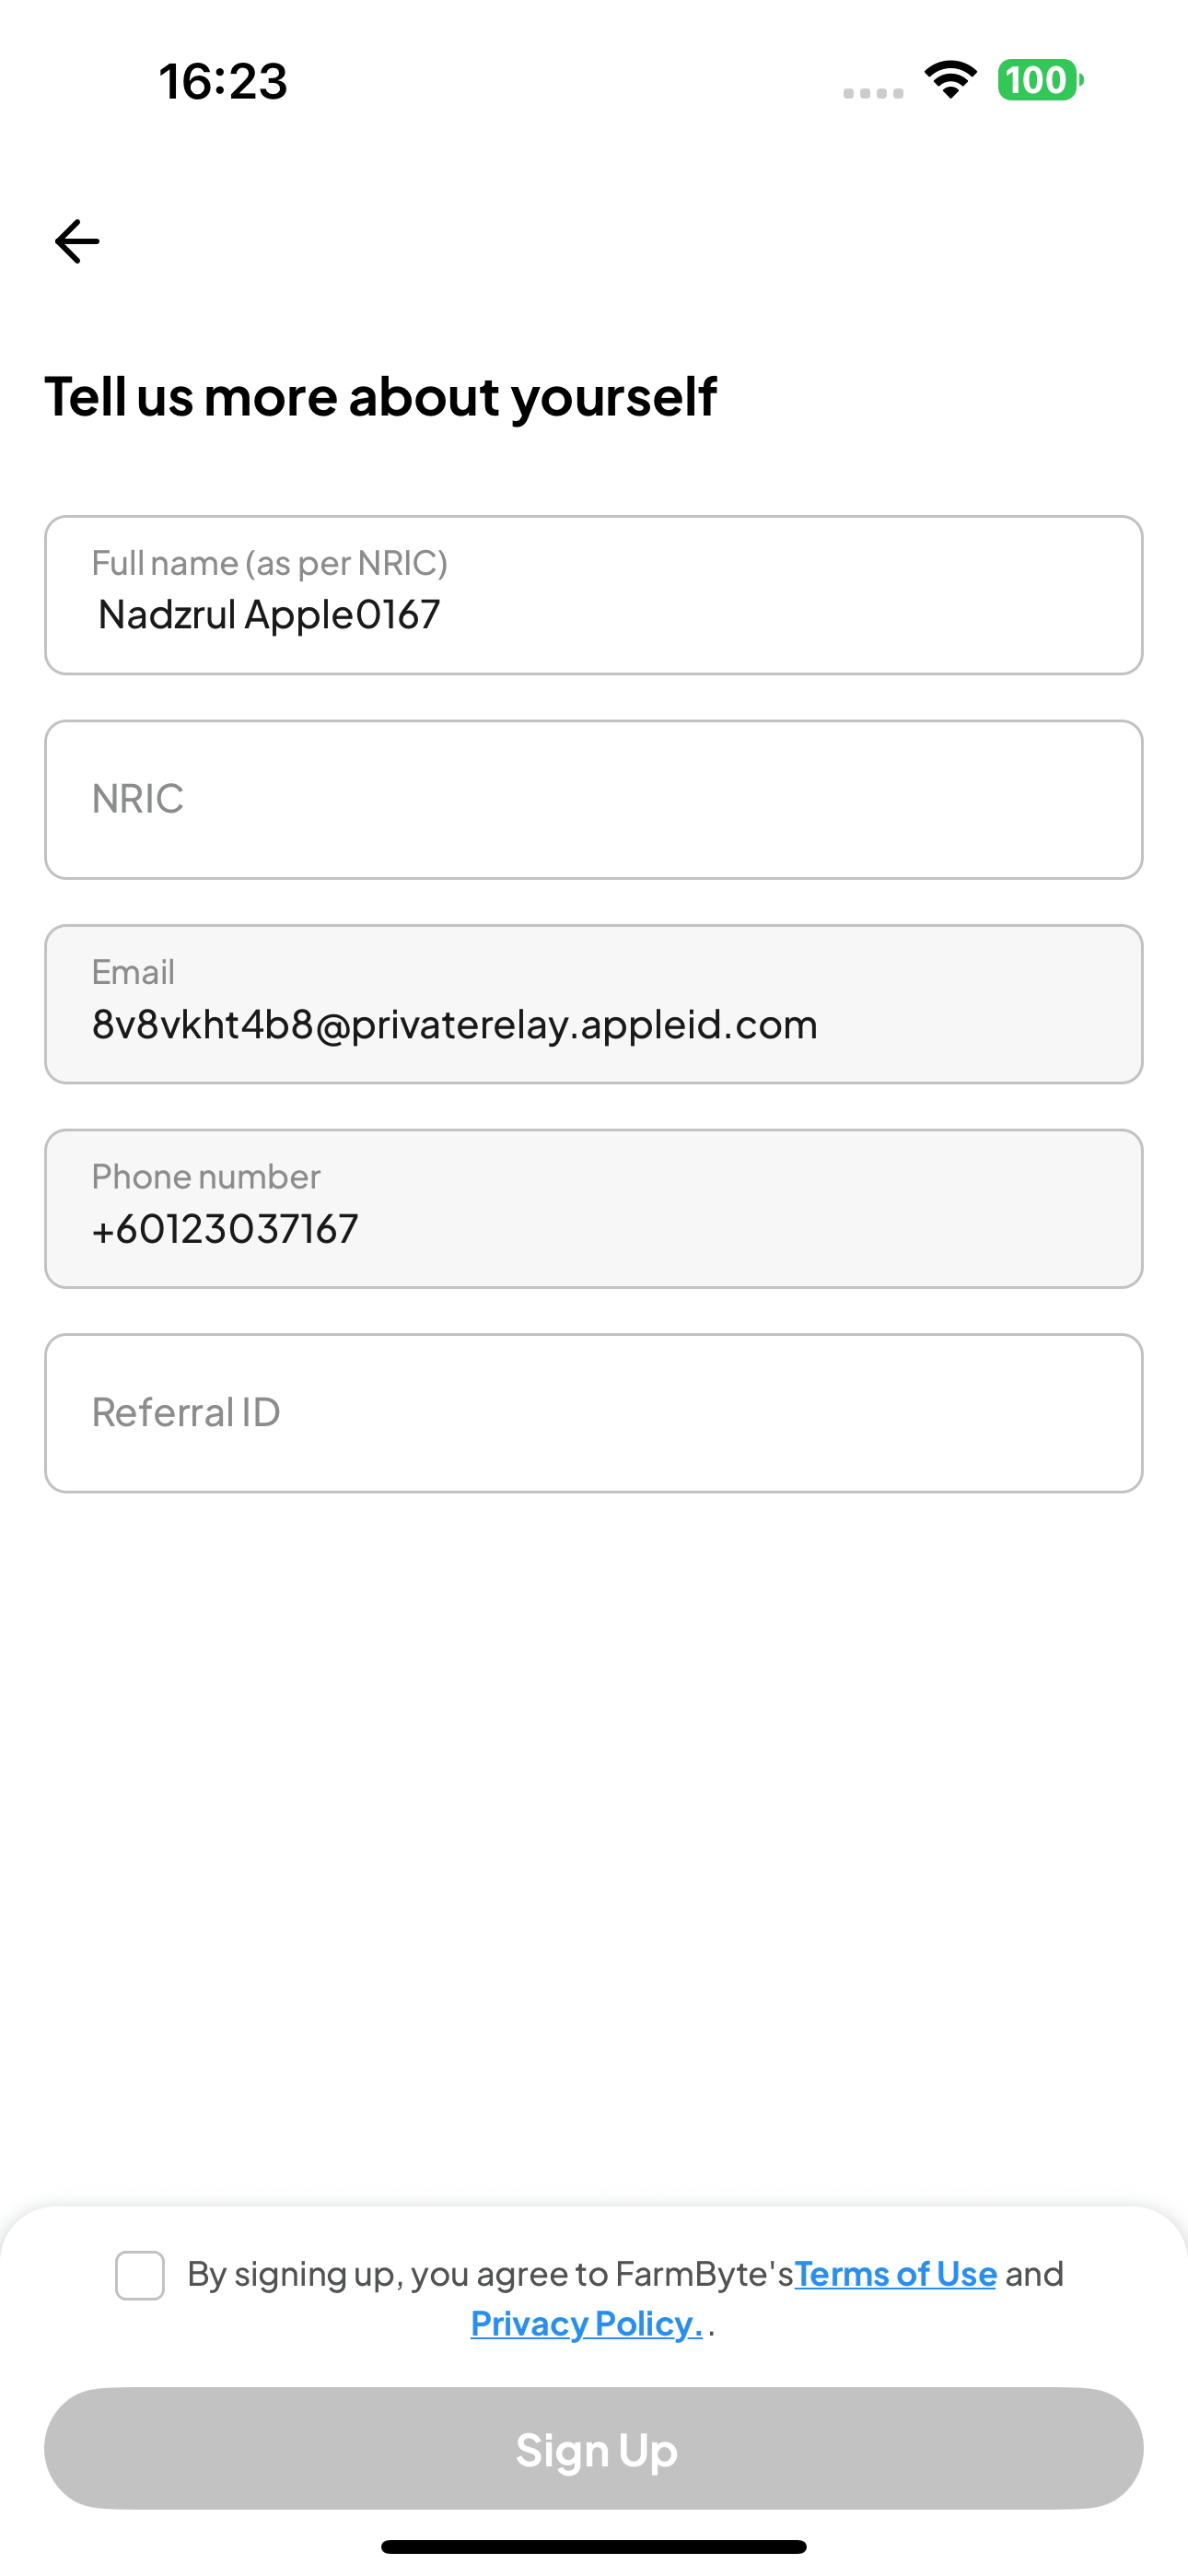 16:23
100
Tell us more about yourself
Full name (as per NRIC)
Nadzrul Apple0167
NRIC
Email
8v8vkht4b8@privaterelay.appleid.com
Phone number
+60123037167
Referral ID
By signing up, you agree to FarmByte'sTerms of Use and
Privacy Policy. .
Sign Up